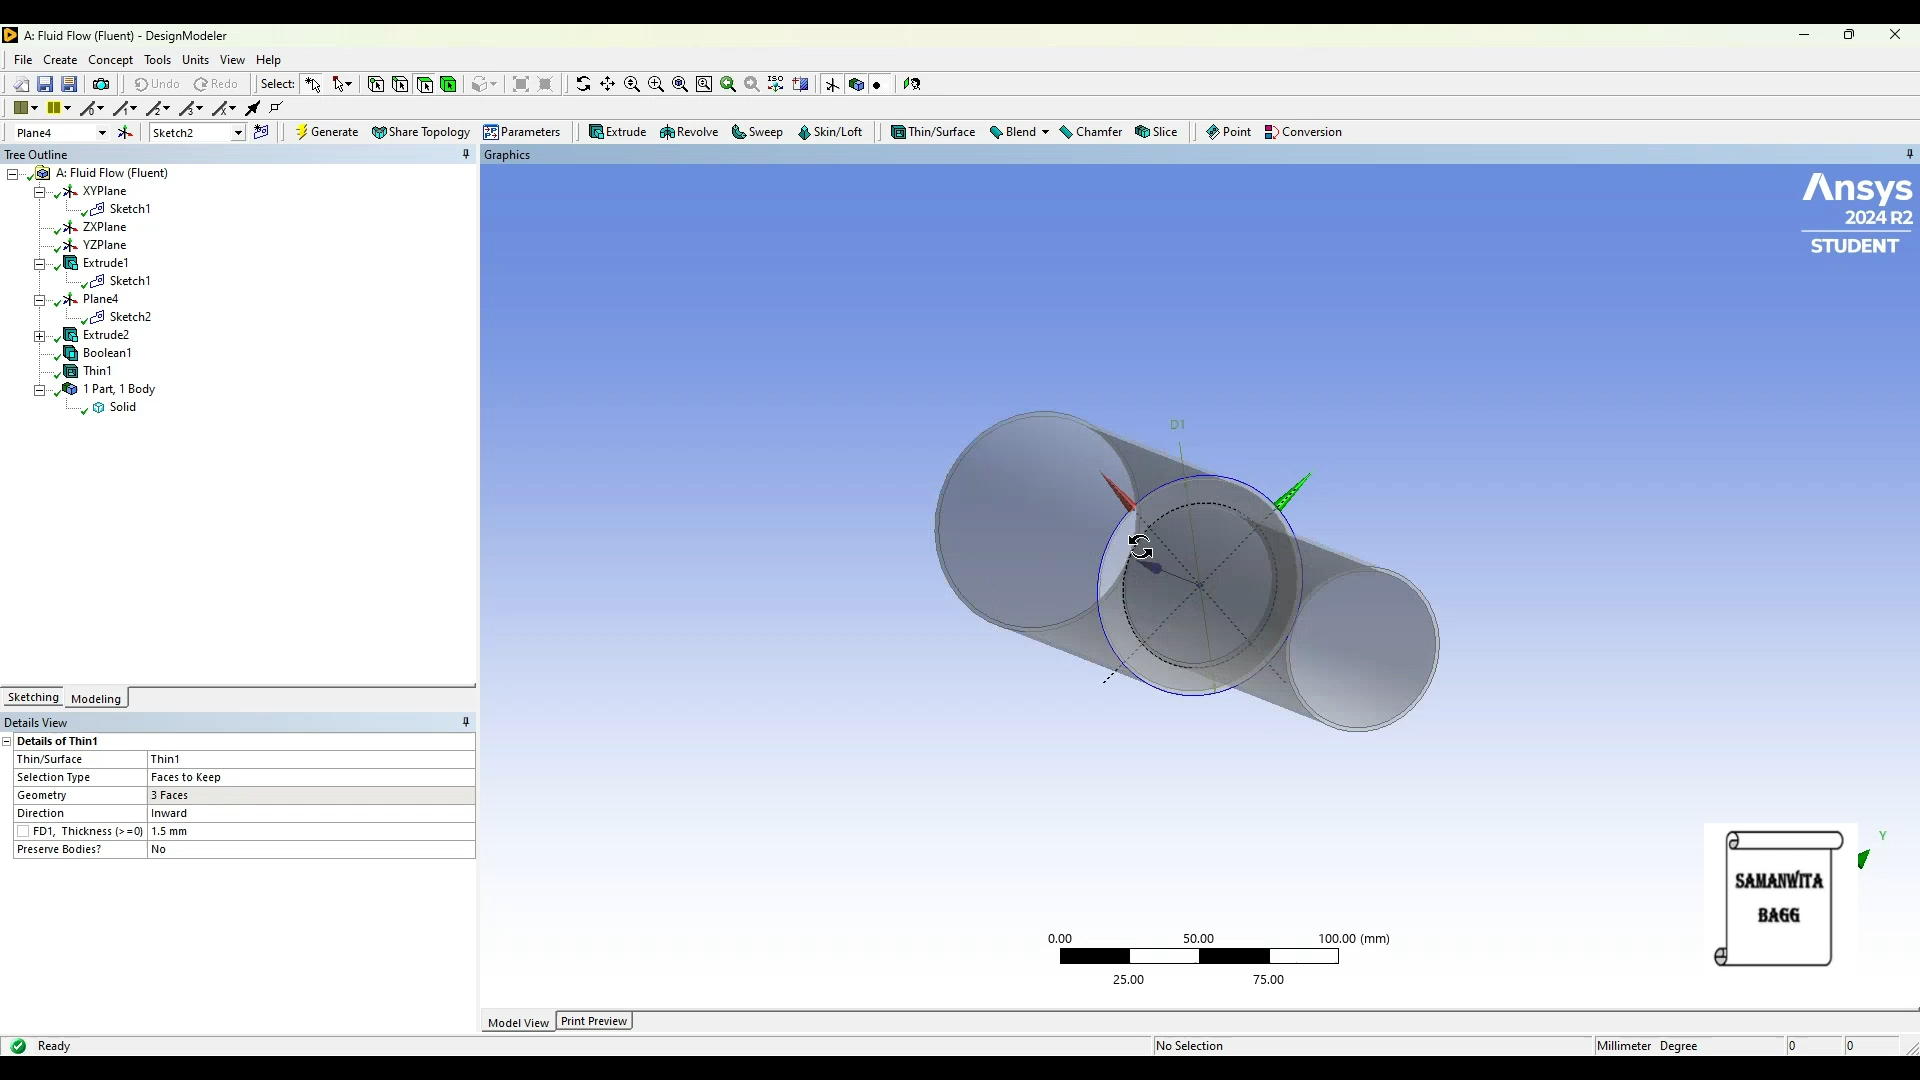 A: Fluid Flow (Fluent) - DesignModeler
File Create Concept Tools Units View Help
Undo Redo Select: ISO
Plane4 Sketch2 Generate Share Topology Parameters Extrude Revolve Sweep Skin/Loft Thin/Surface Blend Chamfer Slice Point Conversion
Tree Outline
Graphics
A: Fluid Flow (Fluent)
XYPlane
Sketch1
ZXPlane
YZPlane
Extrude1
Sketch1
Plane4
Sketch2
Extrude2
Boolean1
Thin1
1 Part, 1 Body
Solid
Ansys
2024 R2
STUDENT
D1
Sketching Modeling
Details View
Details of Thin1
Thin/Surface Thin1
Selection Type Faces to Keep
Geometry 3 Faces
Direction Inward
FD1, Thickness (>=0) 1.5 mm
Preserve Bodies? No
Y
SAMANWITA
BAGG
0.00 50.00 100.00 (mm)
25.00 75.00
Model View Print Preview
Ready No Selection Millimeter Degree 0 0